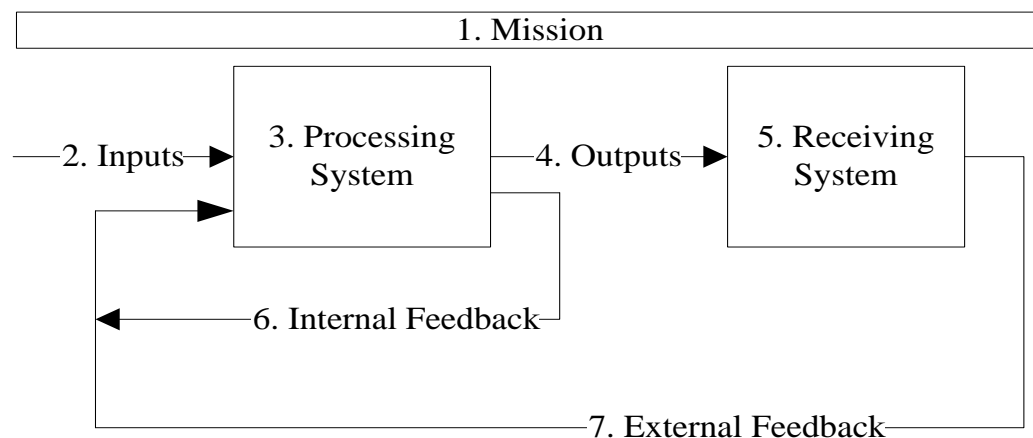 1. Mission
2. Inputs
3. Processing
System
4. Outputs
5. Receiving
System
6. Internal Feedback
7. External Feedback